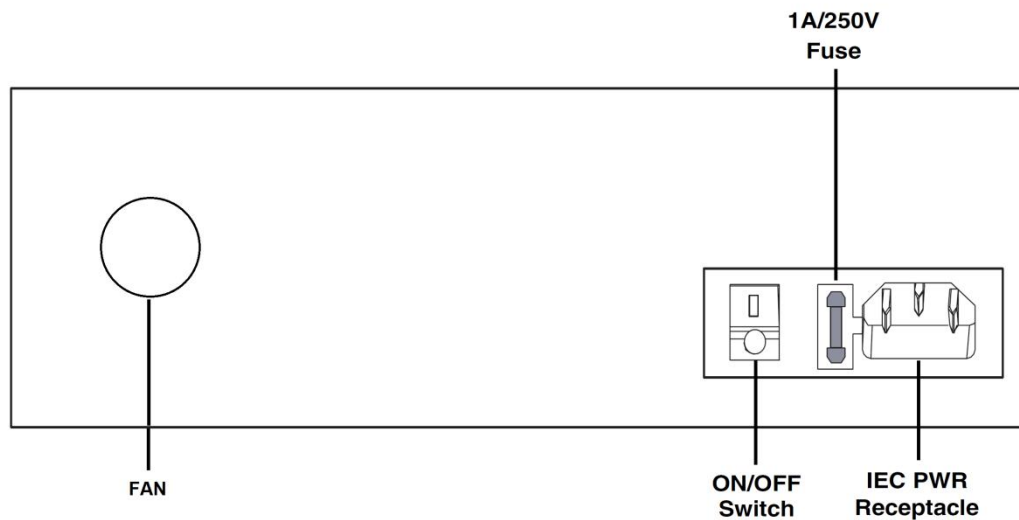 1A/250V
Fuse
FAN
ON/OFF
Switch
IEC PWR
Receptacle